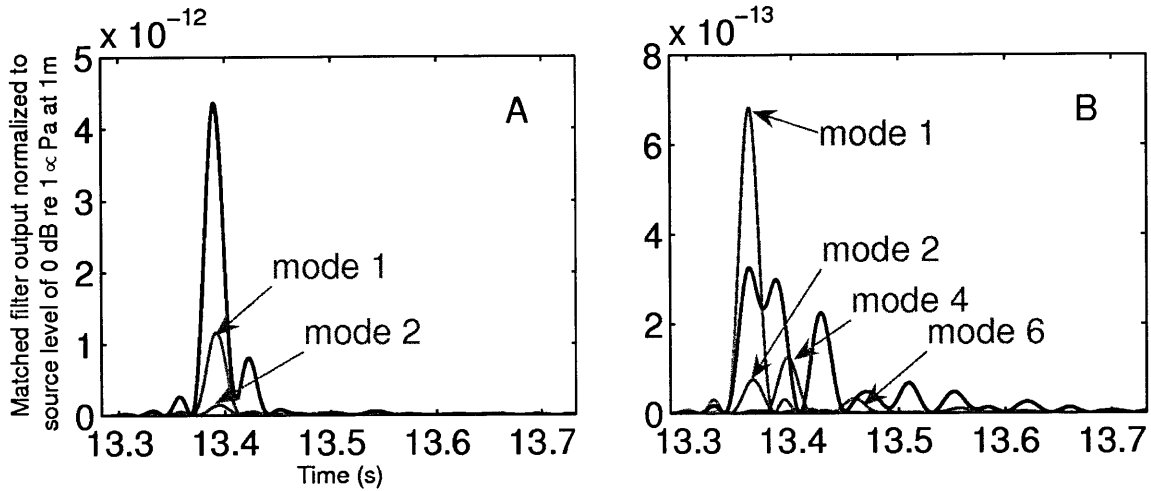 Matched filter output normalized to
source level of 0 dB re 1 ∝ Pa at 1m
x 10⁻¹²
5
4
3
2
1
0
A
mode 1
mode 2
13.3 13.4 13.5 13.6 13.7
Time (s)
x 10⁻¹³
8
6
4
2
0
B
mode 1
mode 2
mode 4
mode 6
13.3 13.4 13.5 13.6 13.7